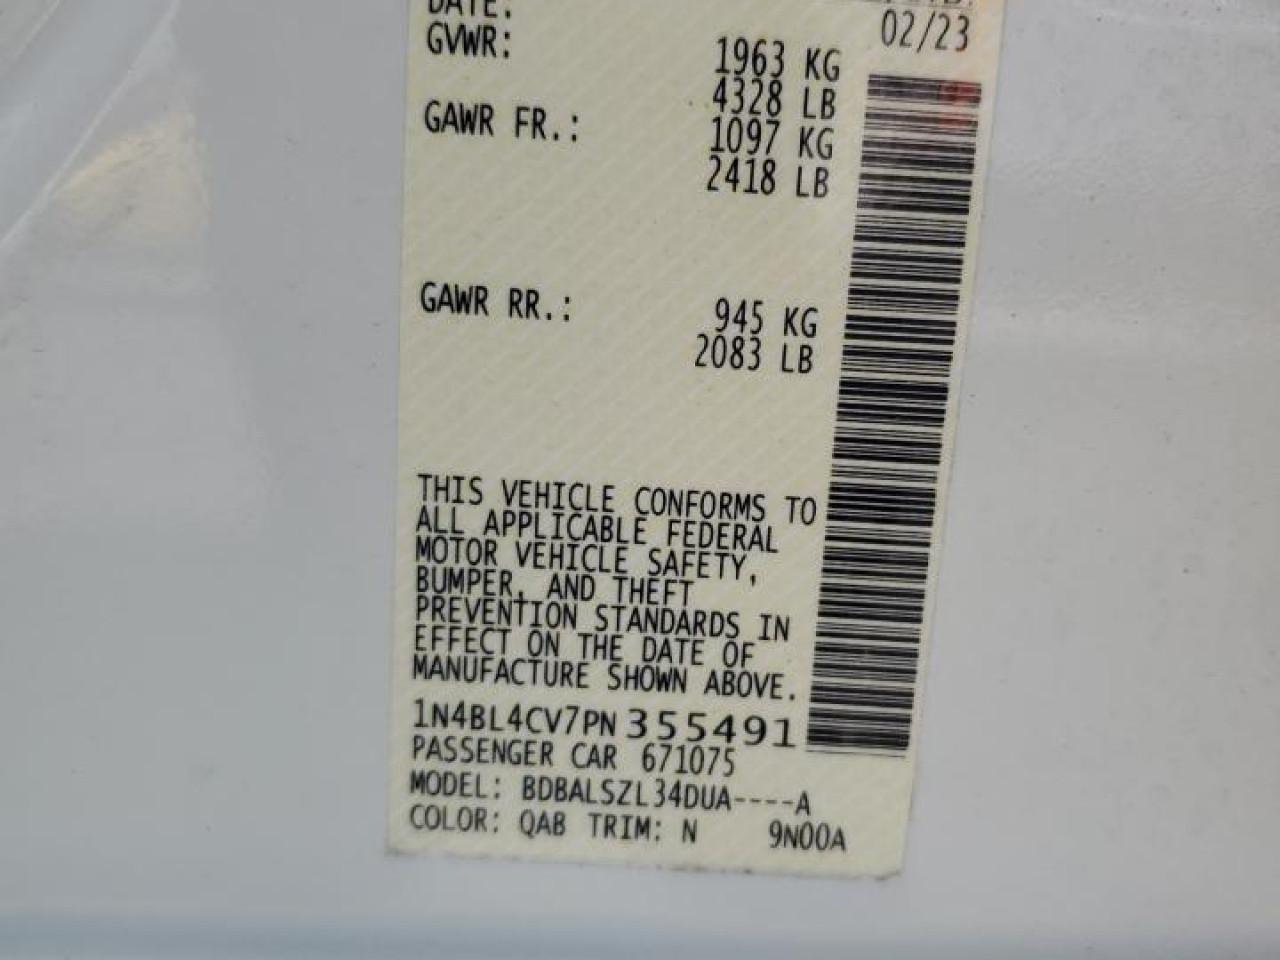 DATE:
02/23
GVWR: 1963 KG
4328 LB
GAWR FR.: 1097 KG
2418 LB
GAWR RR.: 945 KG
2083 LB
THIS VEHICLE CONFORMS TO
ALL APPLICABLE FEDERAL
MOTOR VEHICLE SAFETY,
BUMPER, AND THEFT
PREVENTION STANDARDS IN
EFFECT ON THE DATE OF
MANUFACTURE SHOWN ABOVE.
1N4BL4CV7PN355491
PASSENGER CAR 671075
MODEL: BDBALSZL34DUA----A
COLOR: QAB TRIM: N 9N00A